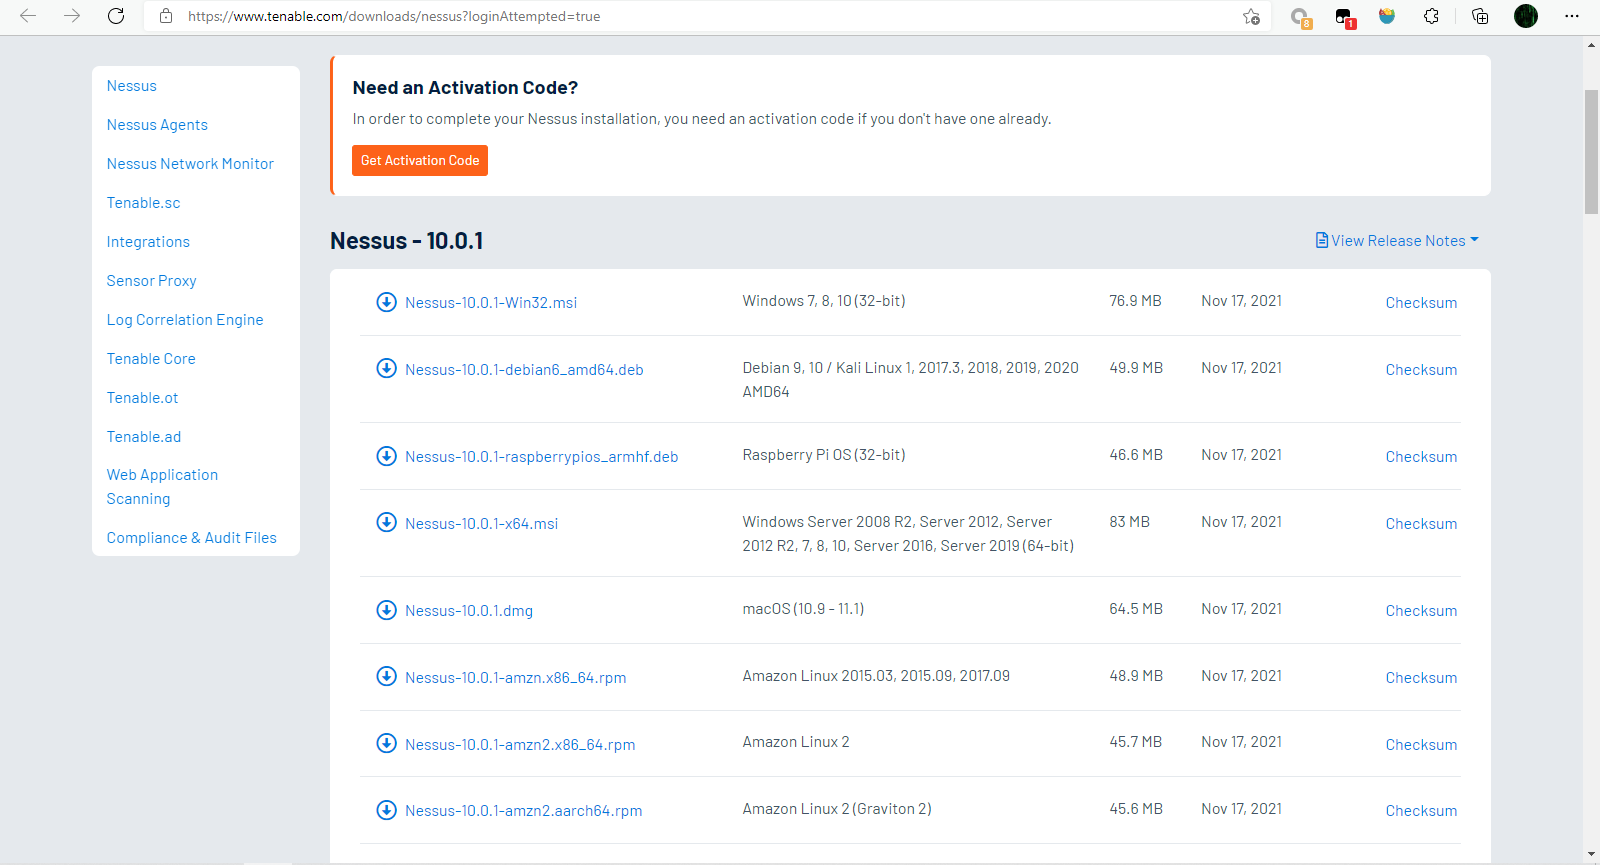 https://www.tenable.com/downloads/nessus?loginAttempted=true
8
1
Nessus
Nessus Agents
Nessus Network Monitor
Tenable.sc
Integrations
Sensor Proxy
Log Correlation Engine
Tenable Core
Tenable.ot
Tenable.ad
Web Application
Scanning
Compliance & Audit Files
Need an Activation Code?
In order to complete your Nessus installation, you need an activation code if you don't have one already.
Get Activation Code
Nessus - 10.0.1
View Release Notes
Nessus-10.0.1-Win32.msi Windows 7, 8, 10 (32-bit) 76.9 MB Nov 17, 2021 Checksum
Nessus-10.0.1-debian6_amd64.deb Debian 9, 10 / Kali Linux 1, 2017.3, 2018, 2019, 2020 49.9 MB Nov 17, 2021 Checksum
AMD64
Nessus-10.0.1-raspberrypios_armhf.deb Raspberry Pi OS (32-bit) 46.6 MB Nov 17, 2021 Checksum
Nessus-10.0.1-x64.msi Windows Server 2008 R2, Server 2012, Server 83 MB Nov 17, 2021 Checksum
2012 R2, 7, 8, 10, Server 2016, Server 2019 (64-bit)
Nessus-10.0.1.dmg macOS (10.9 - 11.1) 64.5 MB Nov 17, 2021 Checksum
Nessus-10.0.1-amzn.x86_64.rpm Amazon Linux 2015.03, 2015.09, 2017.09 48.9 MB Nov 17, 2021 Checksum
Nessus-10.0.1-amzn2.x86_64.rpm Amazon Linux 2 45.7 MB Nov 17, 2021 Checksum
Nessus-10.0.1-amzn2.aarch64.rpm Amazon Linux 2 (Graviton 2) 45.6 MB Nov 17, 2021 Checksum